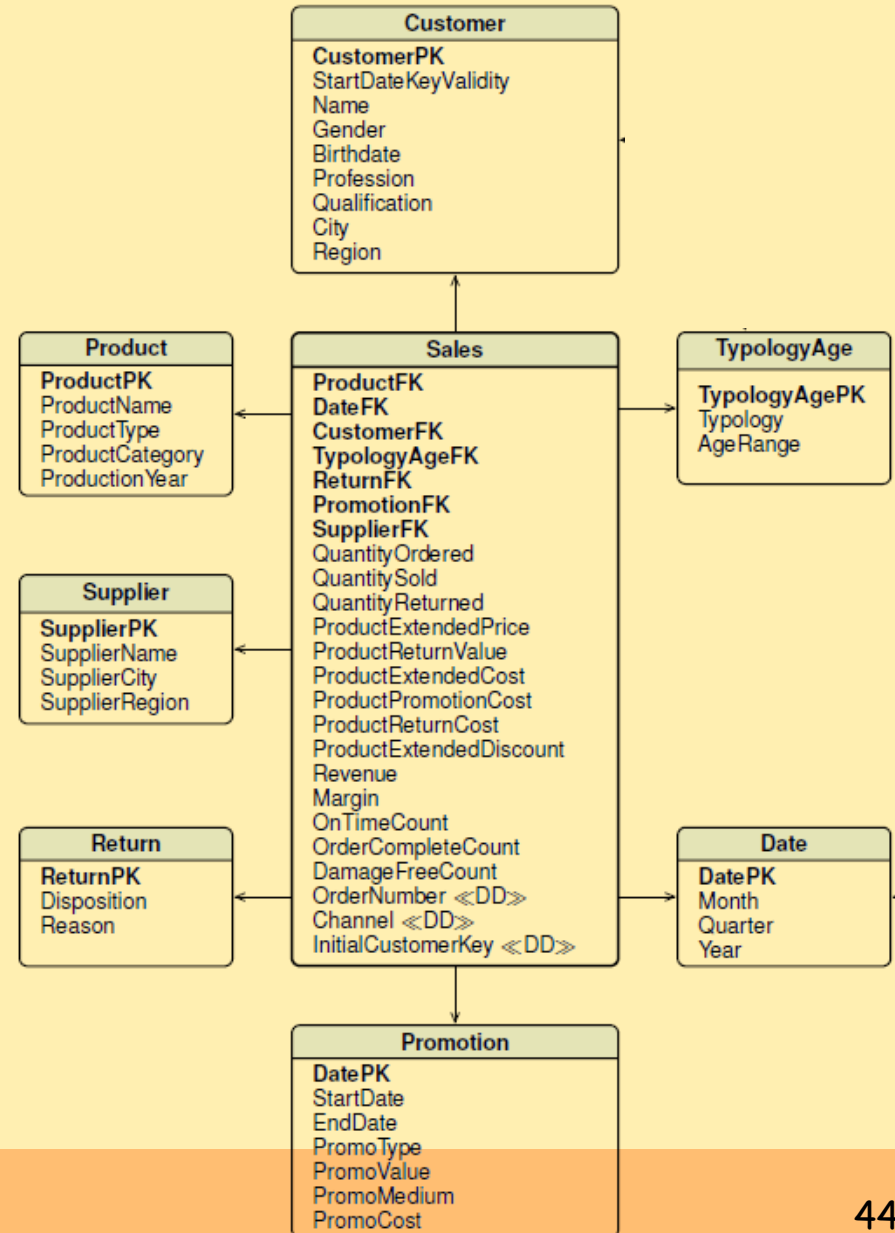 Customer
CustomerPK
StartDateKeyValidity
Name
Gender
Birthdate
Profession
Qualification
City
Region
Product
ProductPK
ProductName
ProductType
ProductCategory
ProductionYear
Sales
ProductFK
DateFK
CustomerFK
TypologyAgeFK
ReturnFK
PromotionFK
SupplierFK
QuantityOrdered
QuantitySold
QuantityReturned
ProductExtendedPrice
ProductReturnValue
ProductExtendedCost
ProductPromotionCost
ProductReturnCost
ProductExtendedDiscount
Revenue
Margin
OnTimeCount
OrderCompleteCount
DamageFreeCount
OrderNumber ≪DD≫
Channel ≪DD≫
InitialCustomerKey ≪DD≫
TypologyAge
TypologyAgePK
Typology
AgeRange
Supplier
SupplierPK
SupplierName
SupplierCity
SupplierRegion
Return
ReturnPK
Disposition
Reason
Date
DatePK
Month
Quarter
Year
Promotion
DatePK
StartDate
EndDate
PromoType
PromoValue
PromoMedium
PromoCost
44